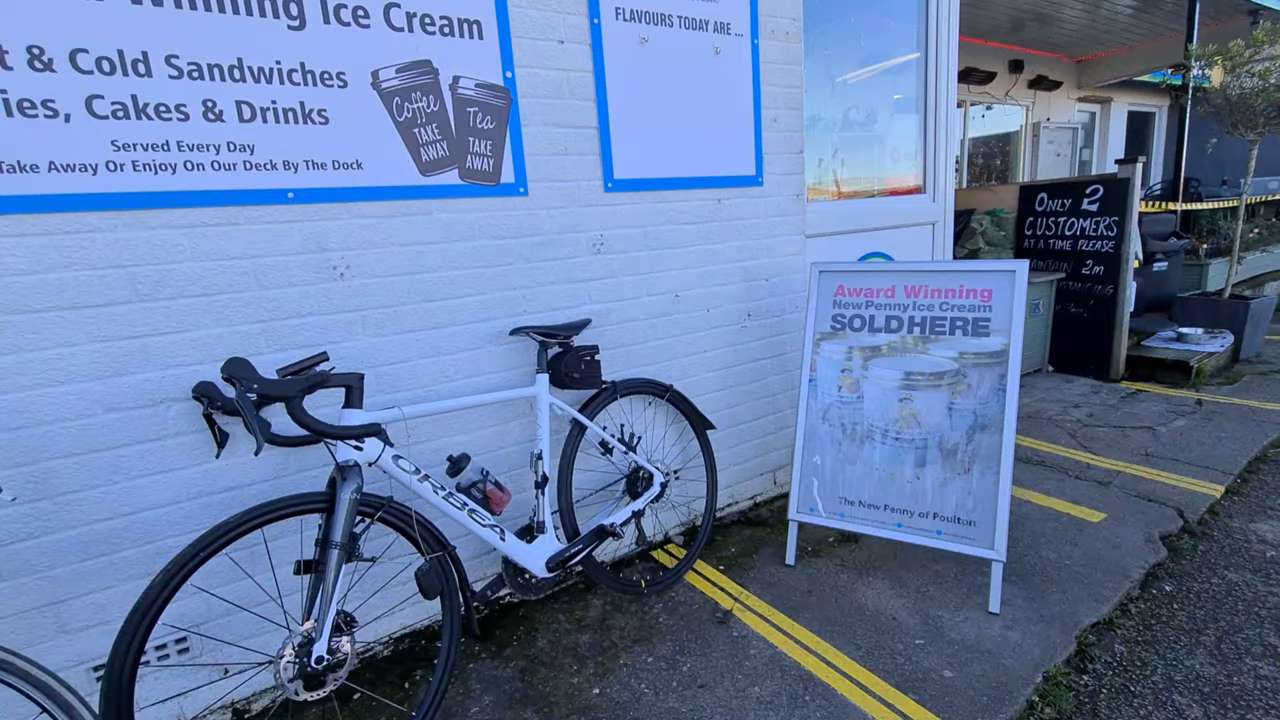 Winning Ice Cream
t & Cold Sandwiches
ies, Cakes & Drinks
Served Every Day
Take Away Or Enjoy On Our Deck By The Dock
Coffee
TAKE
AWAY
Tea
TAKE
AWAY
FLAVOURS TODAY ARE ...
ONLY 2
CUSTOMERS
AT A TIME PLEASE
AINTAIN 2m
Award Winning
New Penny Ice Cream
SOLD HERE
The New Penny of Poulton
ORBEA